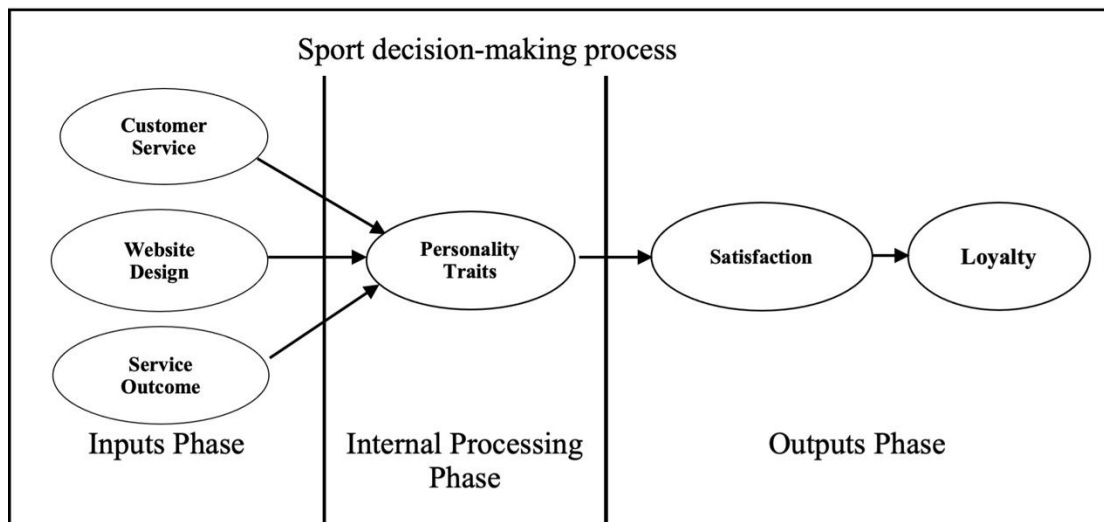 Sport decision-making process
Customer
Service
Website
Design
Service
Outcome
Personality
Traits
Satisfaction
Loyalty
Inputs Phase
Internal Processing
Phase
Outputs Phase